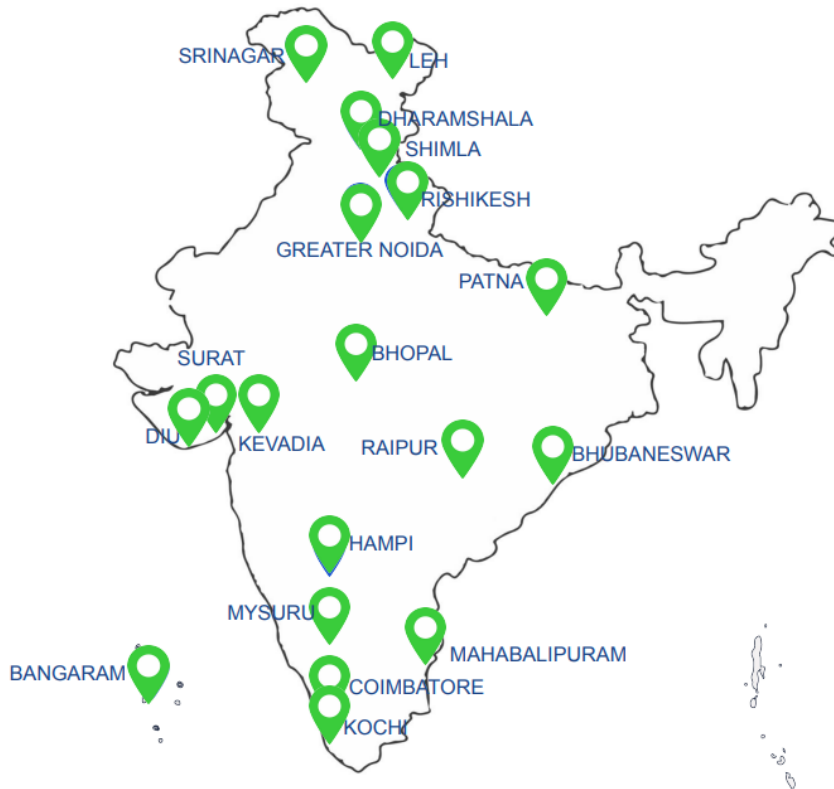 SRINAGAR
LEH
DHARAMSHALA
SHIMLA
RISHIKESH
GREATER NOIDA
PATNA
BHOPAL
SURAT
DIU
KEVADIA
RAIPUR
BHUBANESWAR
HAMPI
MYSURU
MAHABALIPURAM
BANGARAM
COIMBATORE
KOCHI